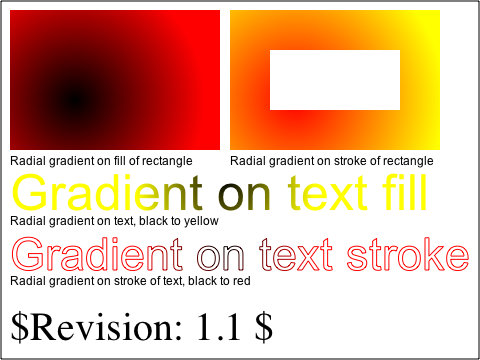 Radial gradient on fill of rectangle
Radial gradient on stroke of rectangle
Gradient on text fill
Radial gradient on text, black to yellow
Gradient on text stroke
Radial gradient on stroke of text, black to red
$Revision: 1.1 $